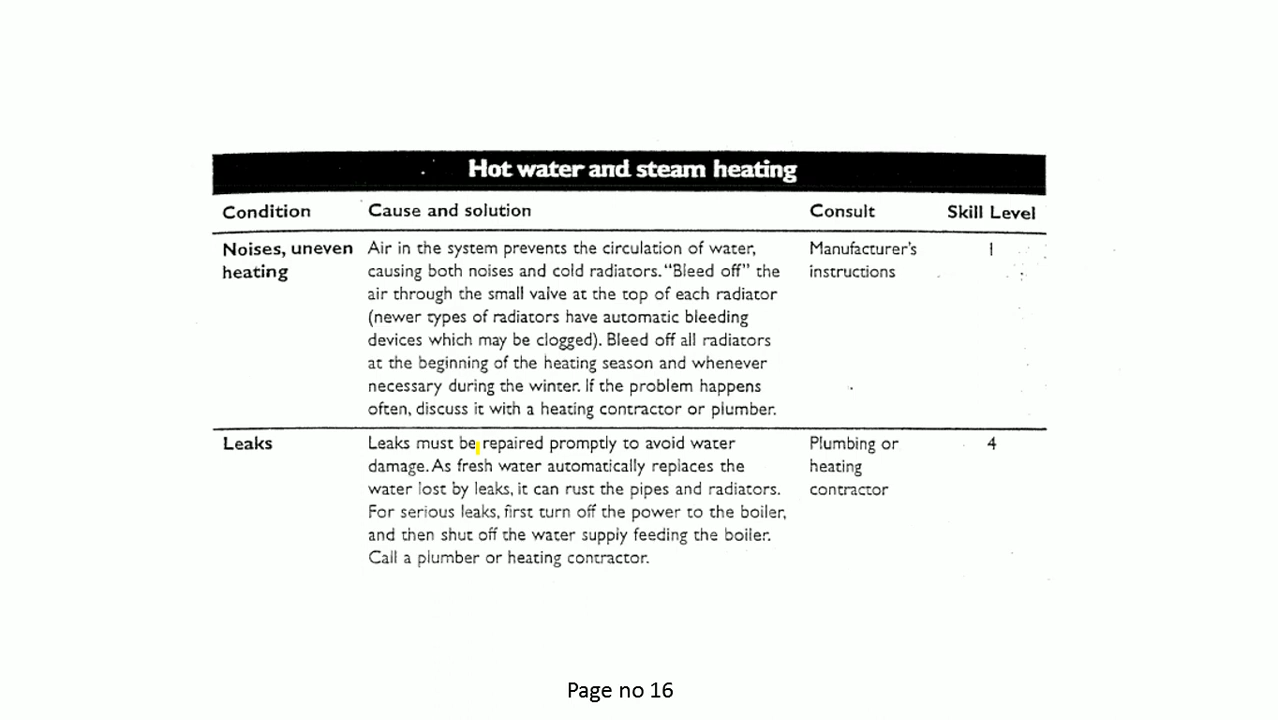 Hot water and steam heating
Condition Cause and solution Consult Skill Level
Noises, uneven Air in the system prevents the circulation of water, Manufacturer's 1
heating causing both noises and cold radiators. "Bleed off" the instructions
air through the small valve at the top of each radiator
(newer types of radiators have automatic bleeding
devices which may be clogged). Bleed off all radiators
at the beginning of the heating season and whenever
necessary during the winter. If the problem happens
often, discuss it with a heating contractor or plumber.
Leaks Leaks must be repaired promptly to avoid water Plumbing or 4
damage. As fresh water automatically replaces the heating
water lost by leaks, it can rust the pipes and radiators. contractor
For serious leaks, first turn off the power to the boiler,
and then shut off the water supply feeding the boiler.
Call a plumber or heating contractor.
Page no 16